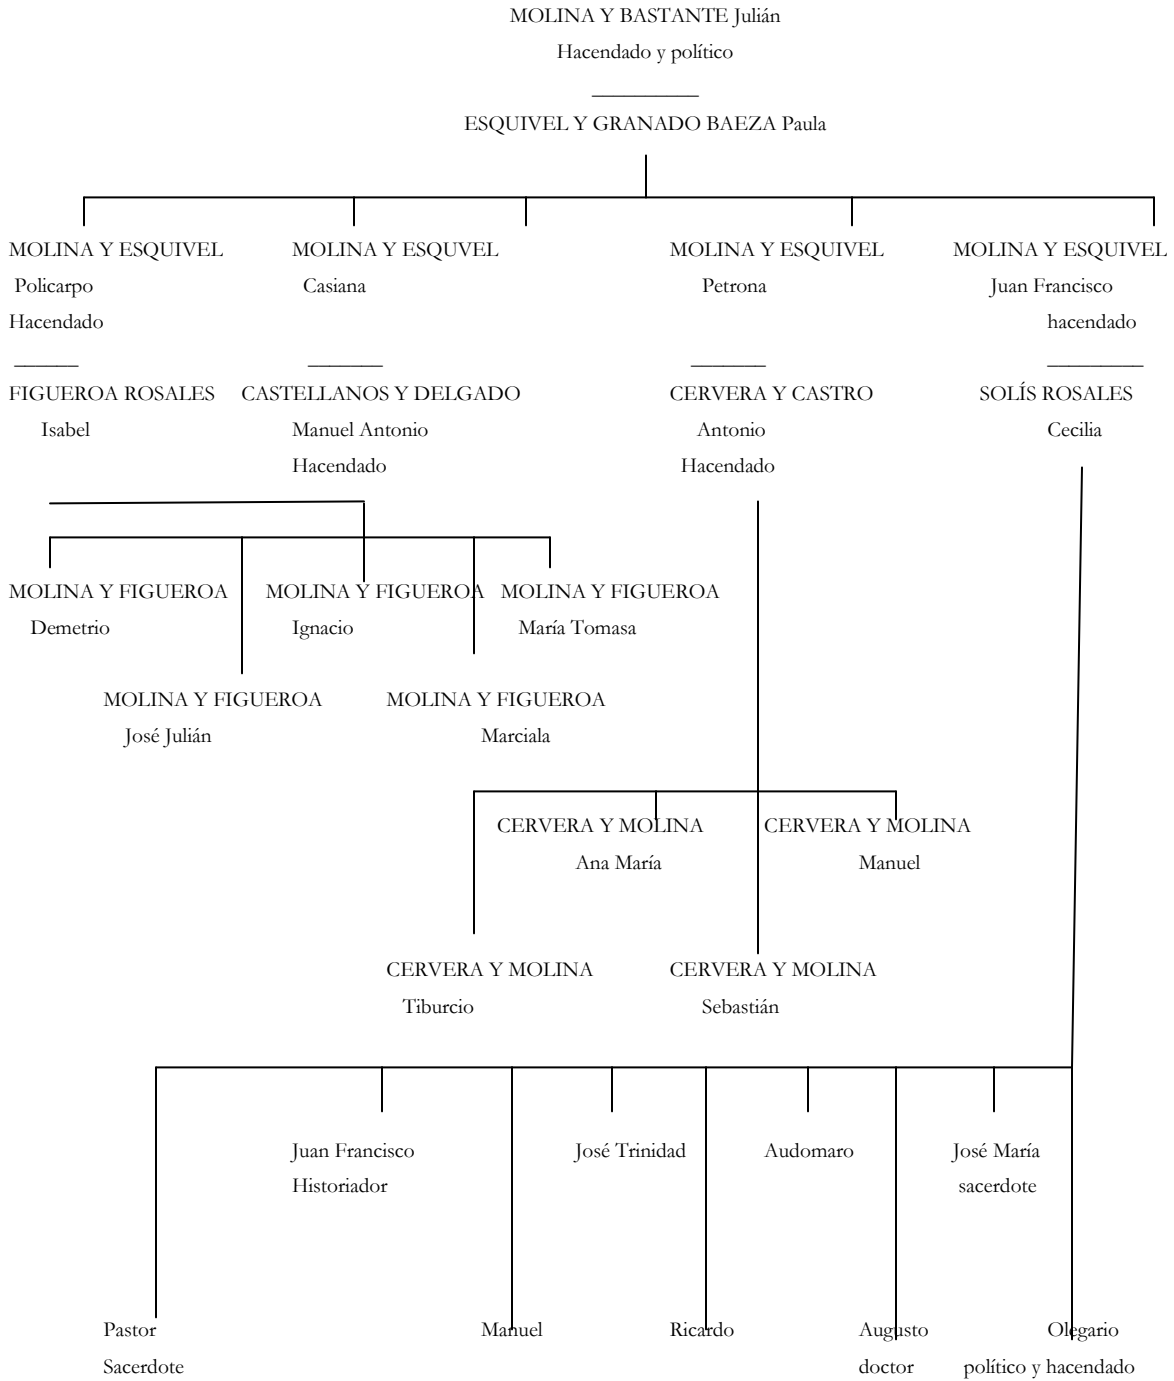 MOLINA Y BASTANTE Julián
Hacendado y político
ESQUIVEL Y GRANADO BAEZA Paula
MOLINA Y ESQUIVEL MOLINA Y ESQUVEL MOLINA Y ESQUIVEL MOLINA Y ESQUIVEL
Policarpo Casiana Petrona Juan Francisco
Hacendado hacendado
FIGUEROA ROSALES CASTELLANOS Y DELGADO CERVERA Y CASTRO SOLÍS ROSALES
Isabel Manuel Antonio Antonio Cecilia
Hacendado Hacendado
MOLINA Y FIGUEROA MOLINA Y FIGUEROA MOLINA Y FIGUEROA
Demetrio Ignacio María Tomasa
MOLINA Y FIGUEROA MOLINA Y FIGUEROA
José Julián Marciala
CERVERA Y MOLINA CERVERA Y MOLINA
Ana María Manuel
CERVERA Y MOLINA CERVERA Y MOLINA
Tiburcio Sebastián
Juan Francisco José Trinidad Audomaro José María
Historiador sacerdote
Pastor Manuel Ricardo Augusto Olegario
Sacerdote doctor político y hacendado